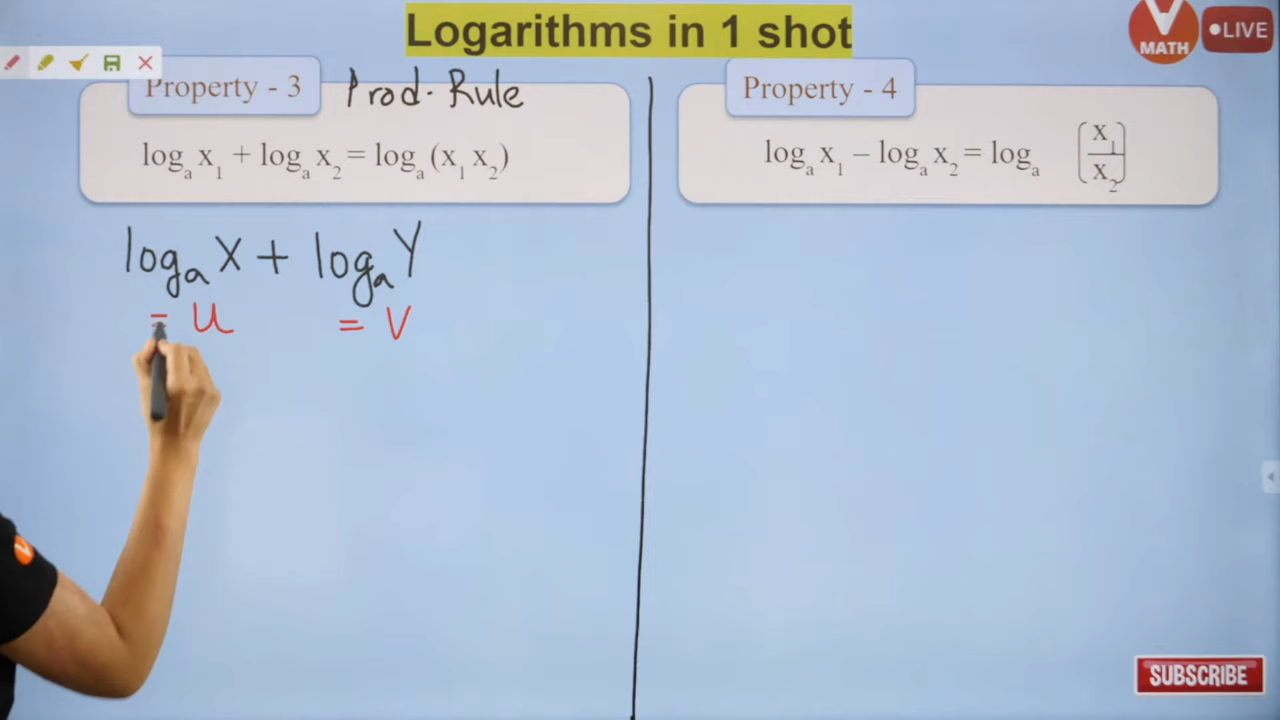 Logarithms in 1 shot
V
MATH
LIVE
Property - 3
Prod. Rule
logₐ x₁ + logₐ x₂ = logₐ (x₁ x₂)
Property - 4
logₐ x₁ – logₐ x₂ = logₐ (x₁/x₂)
logₐ X + logₐ Y
= u = v
SUBSCRIBE